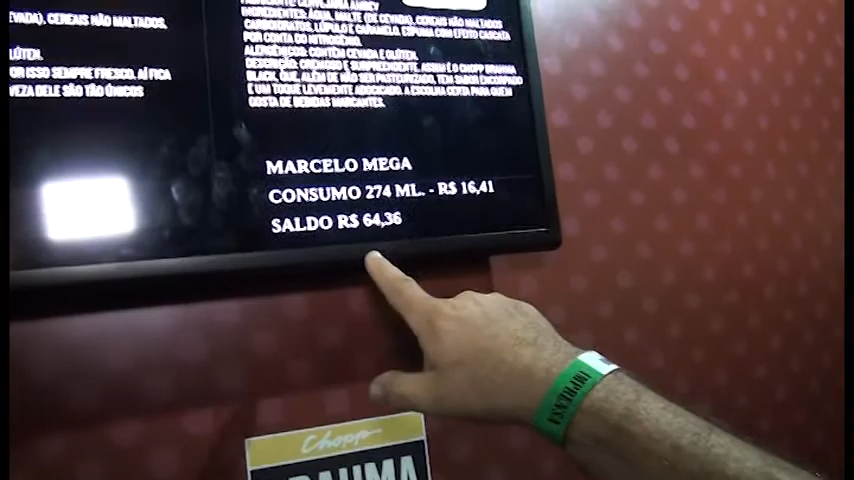 EVADA), CEREAIS NÃO MALTADOS,
LÚTEN.
OR ISSO SEMPRE FRESCO. AÍ FICA
VEZA DELE SÃO TÃO ÚNICOS
FABRICANTE: CERVEJARIA AMBEV
INGREDIENTES: ÁGUA, MALTE (DE CEVADA), CEREAIS NÃO MALTADOS
CARBOIDRATOS, LÚPULO E CARAMELO. ESPUMA COM EFEITO CASCATA
POR CONTA DO NITROGÊNIO.
ALERGÊNICOS: CONTÉM CEVADA E GLÚTEN.
DESCRIÇÃO: CREMOSO E SURPREENDENTE. ASSIM É O CHOPP BRAHMA
BLACK, QUE, ALÉM DE NÃO SER PASTEURIZADO, TEM SABOR ENCORPADO
E UM TOQUE LEVEMENTE ADOCICADO. A ESCOLHA CERTA PARA QUEM
GOSTA DE BEBIDAS MARCANTES.
MARCELO MEGA
CONSUMO 274 ML. - R$ 16,41
SALDO R$ 64,36
IMPRENSA
Chopp
BRAHMA